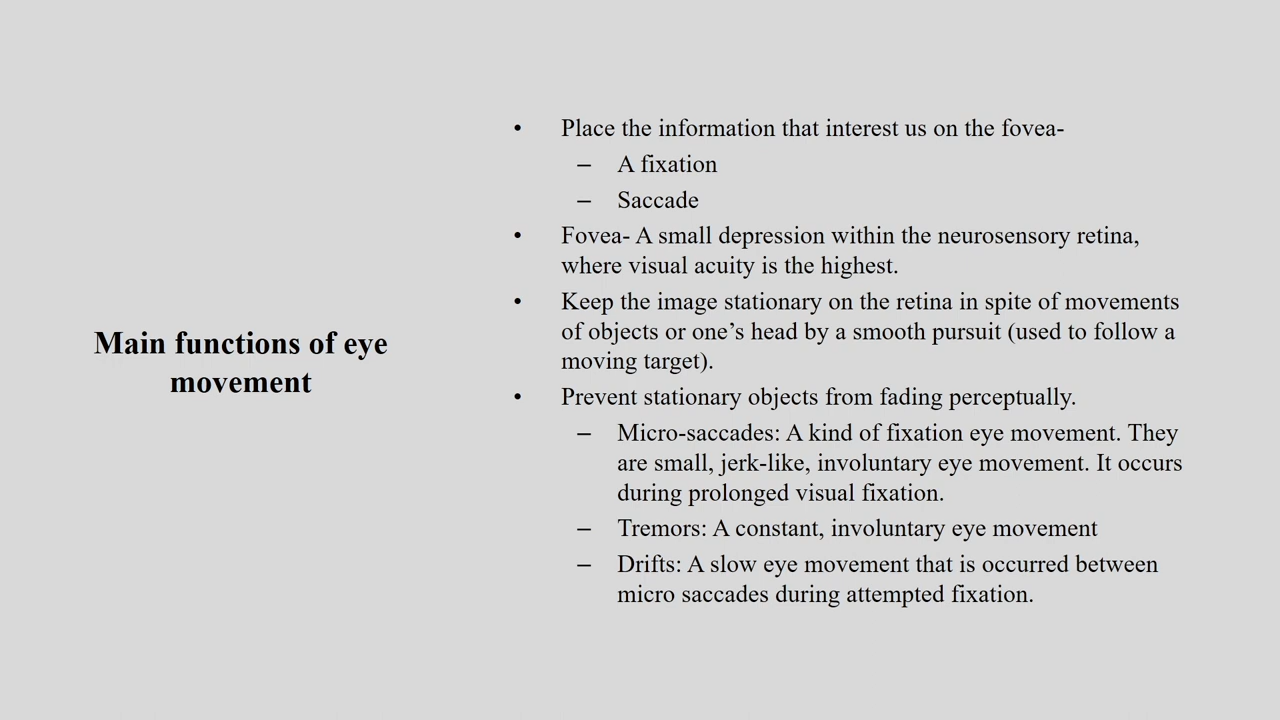 Main functions of eye
movement
• Place the information that interest us on the fovea-
– A fixation
– Saccade
• Fovea- A small depression within the neurosensory retina,
where visual acuity is the highest.
• Keep the image stationary on the retina in spite of movements
of objects or one’s head by a smooth pursuit (used to follow a
moving target).
• Prevent stationary objects from fading perceptually.
– Micro-saccades: A kind of fixation eye movement. They
are small, jerk-like, involuntary eye movement. It occurs
during prolonged visual fixation.
– Tremors: A constant, involuntary eye movement
– Drifts: A slow eye movement that is occurred between
micro saccades during attempted fixation.